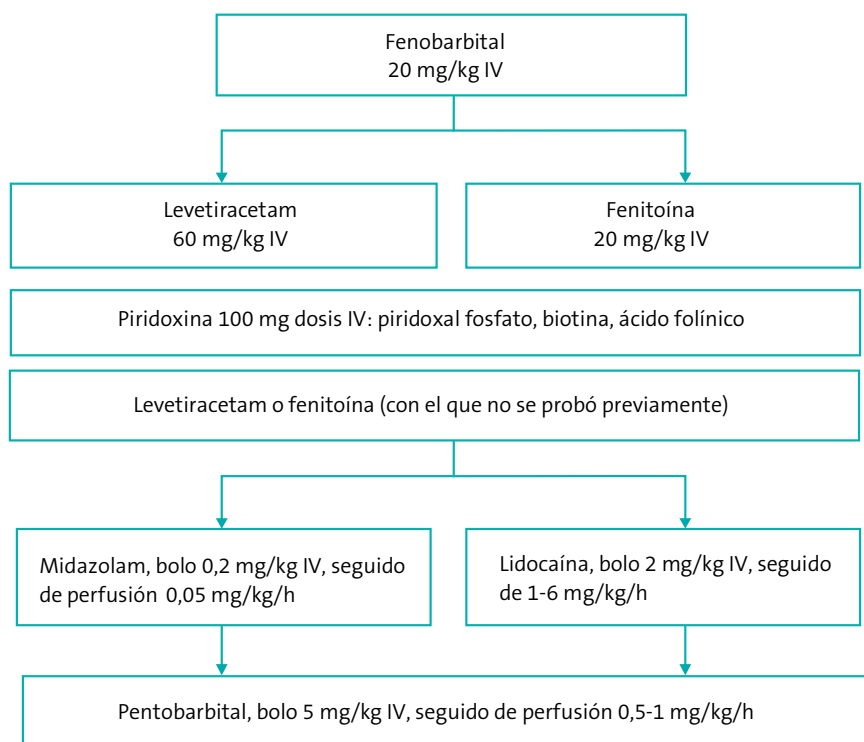 Fenobarbital
20 mg/kg IV
Levetiracetam
60 mg/kg IV
Fenitoína
20 mg/kg IV
Piridoxina 100 mg dosis IV: piridoxal fosfato, biotina, ácido folínico
Levetiracetam o fenitoína (con el que no se probó previamente)
Midazolam, bolo 0,2 mg/kg IV, seguido
de perfusión 0,05 mg/kg/h
Lidocaína, bolo 2 mg/kg IV, seguido
de 1-6 mg/kg/h
Pentobarbital, bolo 5 mg/kg IV, seguido de perfusión 0,5-1 mg/kg/h